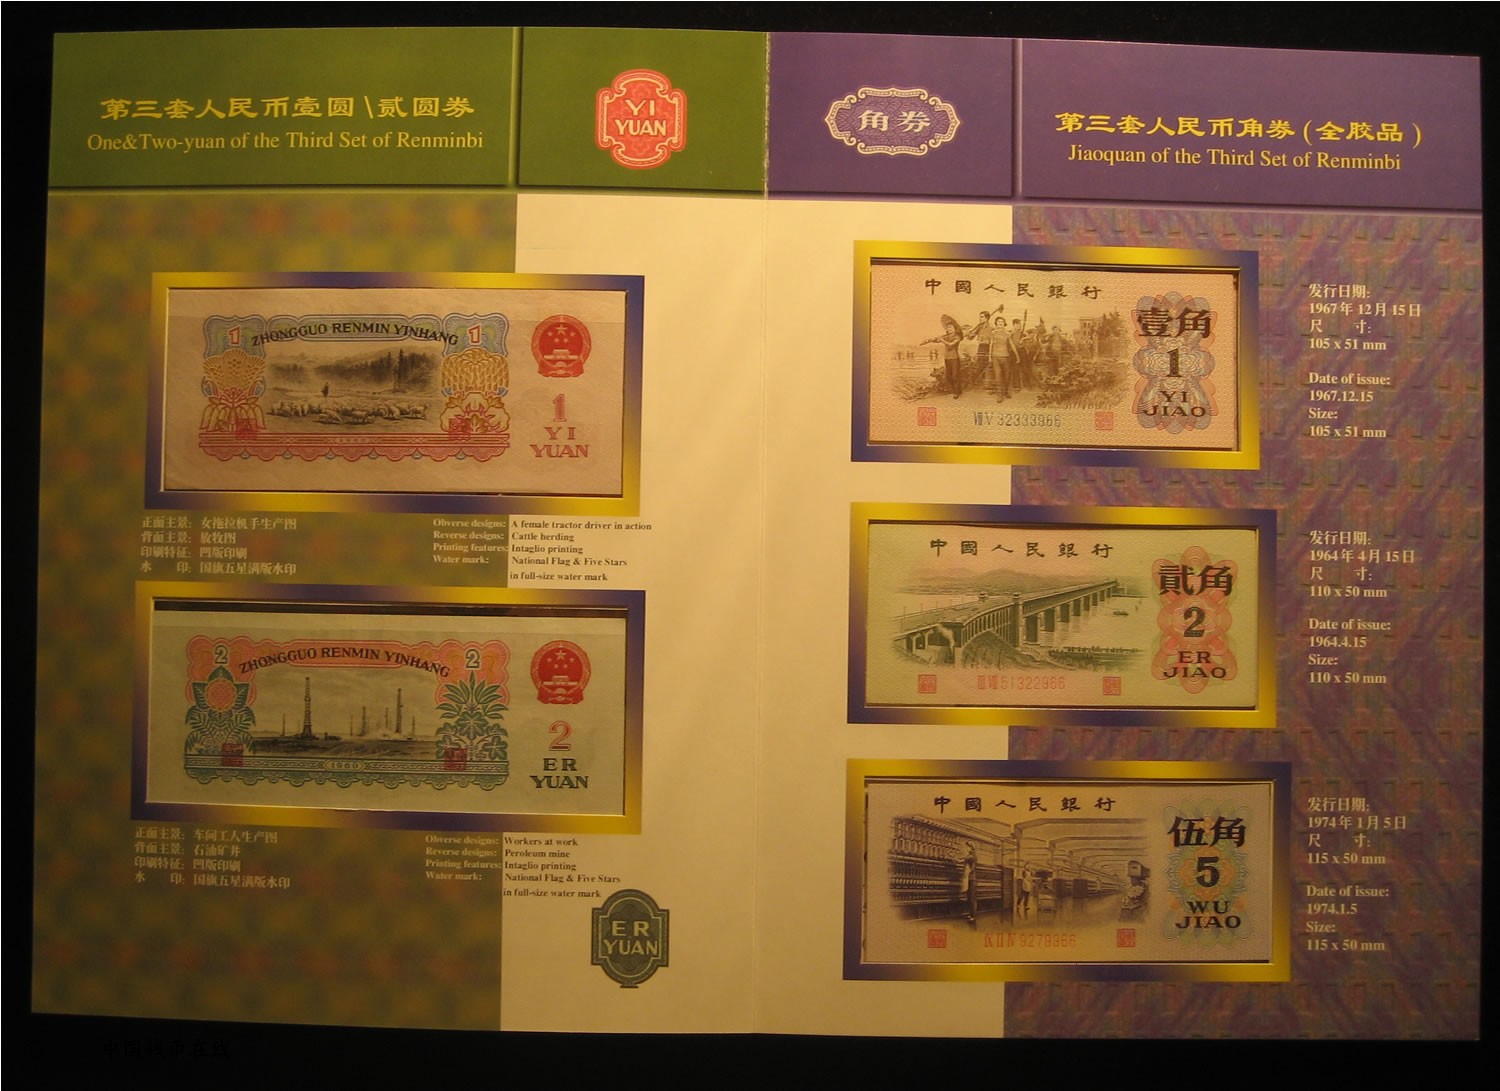 第三套人民币壹圆\贰圆券
One&Two-yuan of the Third Set of Renminbi
YI
YUAN
1
ZHONGGUO RENMIN YINHANG
1
1
YI
YUAN
正面主景: 女拖拉机手生产图
背面主景: 放牧图
印刷特征: 凹版印刷
水 印: 国旗五星满版水印
Obverse designs: A female tractor driver in action
Reverse designs: Cattle herding
Printing features: Intaglio printing
Water mark: National Flag & Five Stars
in full-size water mark
2
ZHONGGUO RENMIN YINHANG
2
1960
2
ER
YUAN
正面主景: 车间工人生产图
背面主景: 石油矿井
印刷特征: 凹版印刷
水 印: 国旗五星满版水印
Obverse designs: Workers at work
Reverse designs: Peroleum mine
Printing features: Intaglio printing
Water mark: National Flag & Five Stars
in full-size water mark
ER
YUAN
角券
第三套人民币角券(全胶品)
Jiaoquan of the Third Set of Renminbi
中國人民銀行
壹角
1
YI
JIAO
ⅦⅤ 32333966
发行日期:
1967年12月15日
尺 寸:
105 x 51 mm
Date of issue:
1967.12.15
Size:
105 x 51 mm
中國人民銀行
貳角
2
ER
JIAO
ⅢⅦ 51322966
发行日期:
1964年4月15日
尺 寸:
110 x 50 mm
Date of issue:
1964.4.15
Size:
110 x 50 mm
中國人民銀行
伍角
5
WU
JIAO
ⅨⅡⅣ 9279966
发行日期:
1974年1月5日
尺 寸:
115 x 50 mm
Date of issue:
1974.1.5
Size:
115 x 50 mm
中国钱币在线